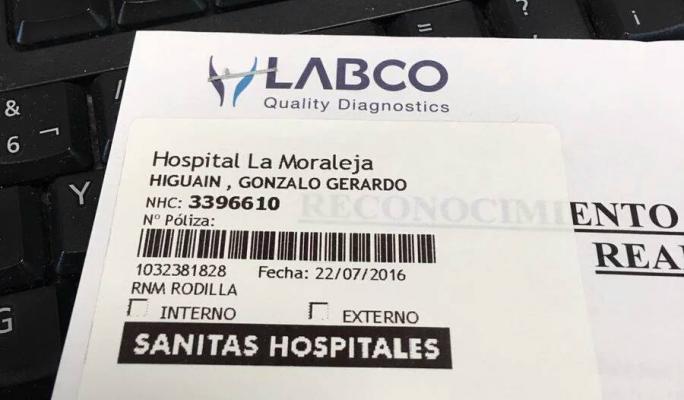 LABCO
Quality Diagnostics
Hospital La Moraleja
HIGUAIN , GONZALO GERARDO
NHC: 3396610
Nº Póliza:
1032381828 Fecha: 22/07/2016
RNM RODILLA
INTERNO EXTERNO
SANITAS HOSPITALES
RECONOCIMIENTO
REA
&
6 ¬
G
=
?
¡